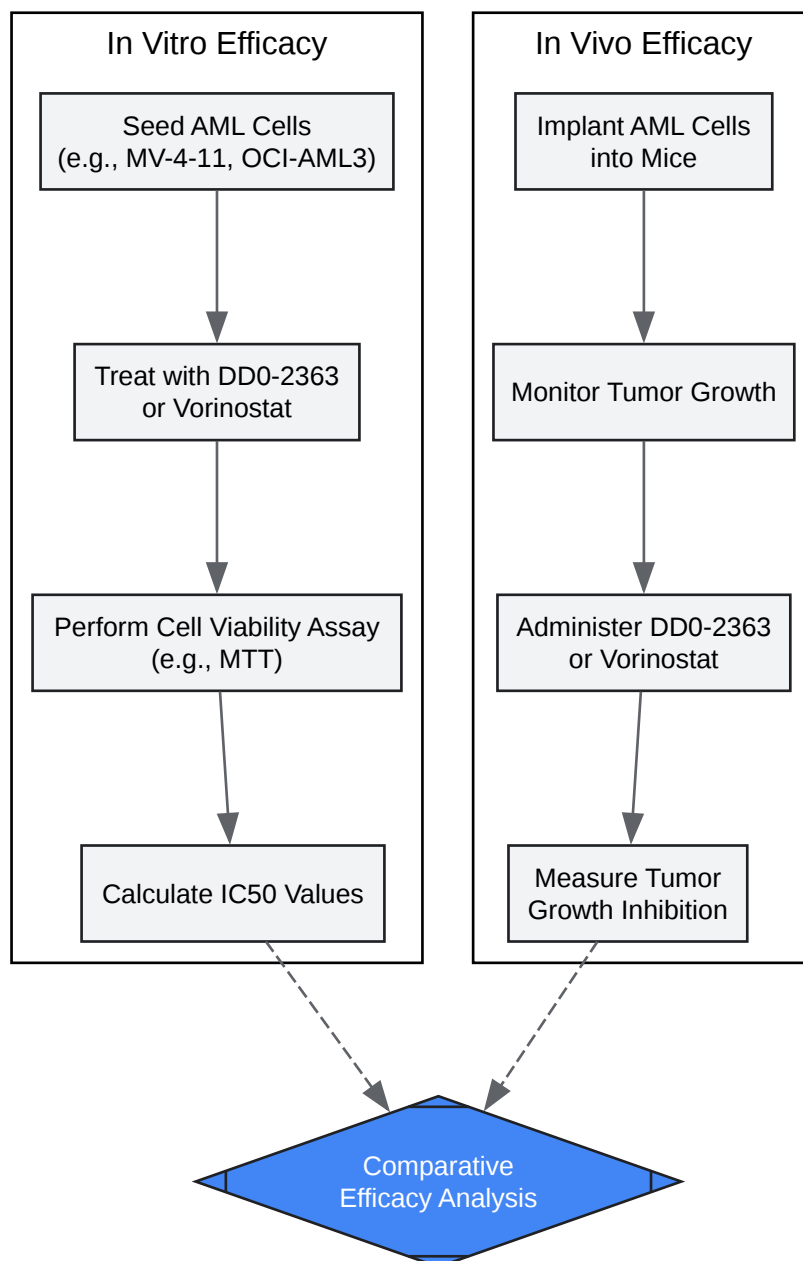 In Vitro Efficacy
Seed AML Cells
(e.g., MV-4-11, OCI-AML3)
Treat with DD0-2363
or Vorinostat
Perform Cell Viability Assay
(e.g., MTT)
Calculate IC50 Values
In Vivo Efficacy
Implant AML Cells
into Mice
Monitor Tumor Growth
Administer DD0-2363
or Vorinostat
Measure Tumor
Growth Inhibition
Comparative
Efficacy Analysis